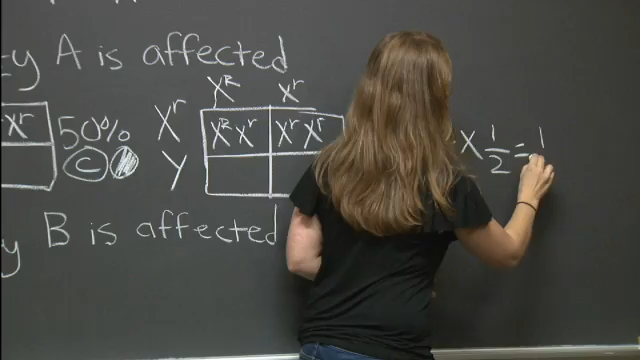 y A is affected
X^R X^r
X^r 50% X^r X^R X^r X^r X^r X 1/2 = 1
C Y
y B is affected